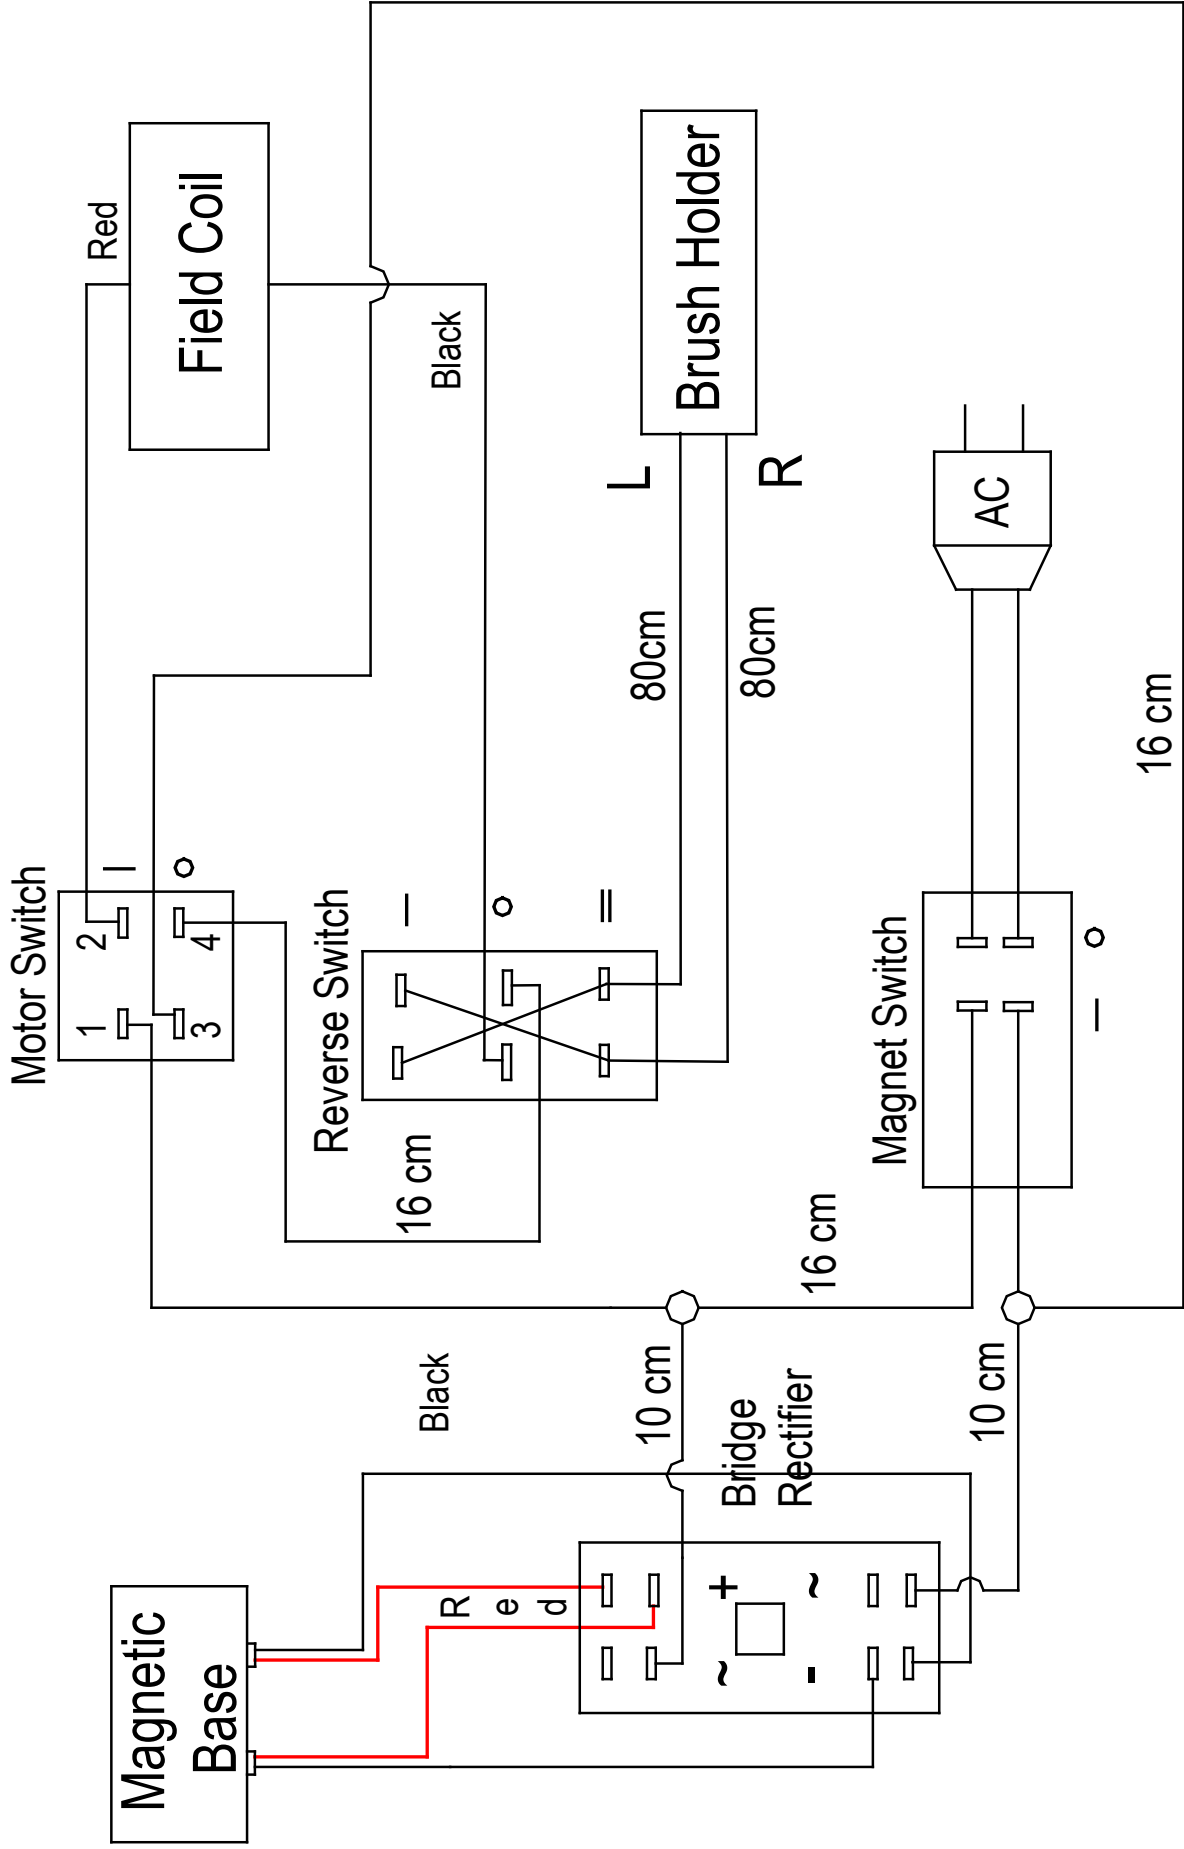 Motor Switch
1
2
3
4
I
o
Red
Field Coil
Black
Reverse Switch
I
o
II
16 cm
L
R
Brush Holder
80cm
80cm
AC
Magnet Switch
I
o
16 cm
16 cm
Magnetic
Base
Black
Red
10 cm
10 cm
Bridge
Rectifier
~
+
-
~